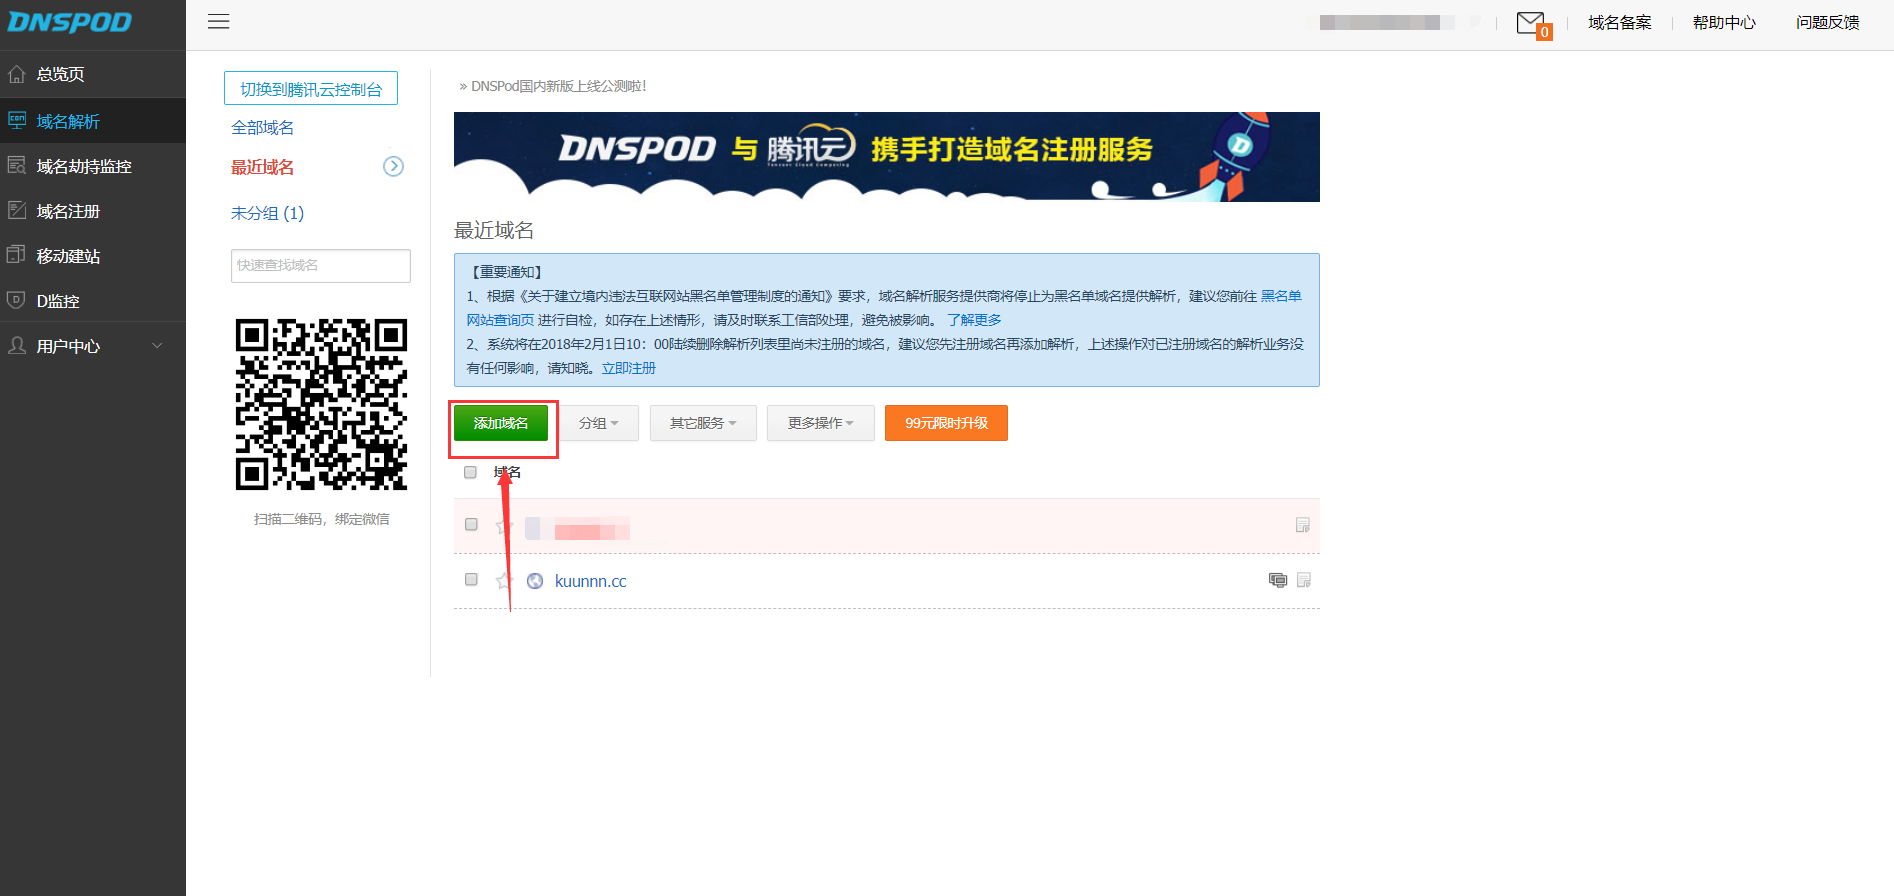 DNSPOD
0
域名备案
帮助中心
问题反馈
总览页
域名解析
域名劫持监控
域名注册
移动建站
D监控
用户中心
切换到腾讯云控制台
全部域名
最近域名
未分组 (1)
快速查找域名
扫描二维码，绑定微信
» DNSPod国内新版上线公测啦!
DNSPOD 与 腾讯云 携手打造域名注册服务
Tencent Cloud Computing
最近域名
【重要通知】
1、根据《关于建立境内违法互联网站黑名单管理制度的通知》要求，域名解析服务提供商将停止为黑名单域名提供解析，建议您前往 黑名单
网站查询页 进行自检，如存在上述情形，请及时联系工信部处理，避免被影响。 了解更多
2、系统将在2018年2月1日10：00陆续删除解析列表里尚未注册的域名，建议您先注册域名再添加解析，上述操作对已注册域名的解析业务没
有任何影响，请知晓。立即注册
添加域名
分组
其它服务
更多操作
99元限时升级
域名
kuunnn.cc